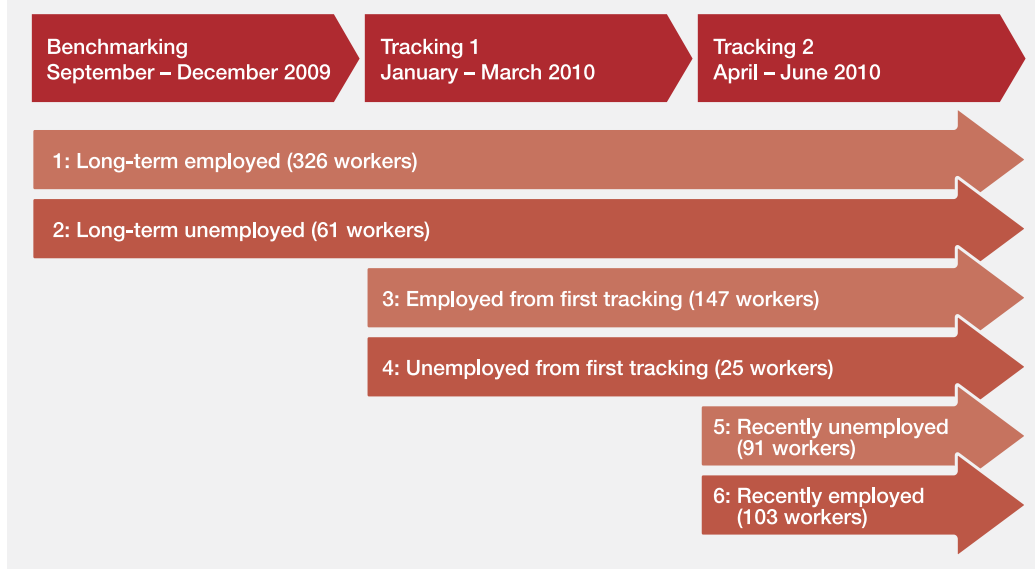 Benchmarking
September – December 2009
Tracking 1
January – March 2010
Tracking 2
April – June 2010
1: Long-term employed (326 workers)
2: Long-term unemployed (61 workers)
3: Employed from first tracking (147 workers)
4: Unemployed from first tracking (25 workers)
5: Recently unemployed
(91 workers)
6: Recently employed
(103 workers)